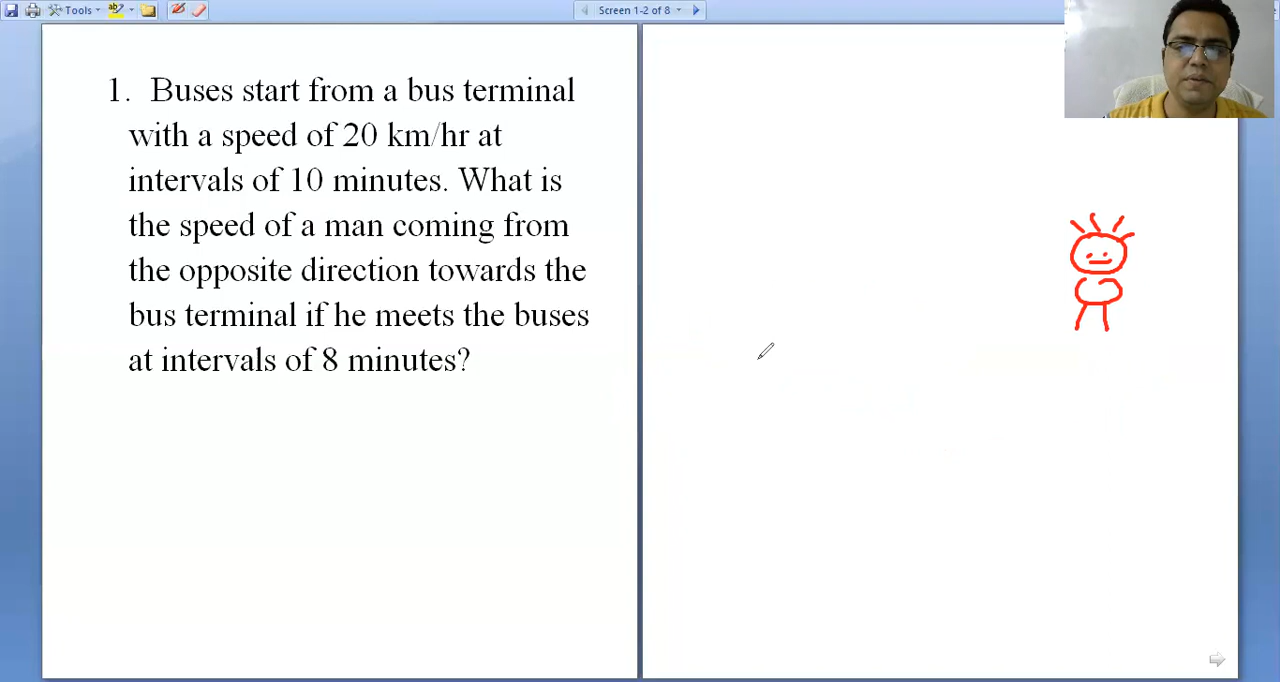 Tools
Screen 1-2 of 8
1. Buses start from a bus terminal
with a speed of 20 km/hr at
intervals of 10 minutes. What is
the speed of a man coming from
the opposite direction towards the
bus terminal if he meets the buses
at intervals of 8 minutes?